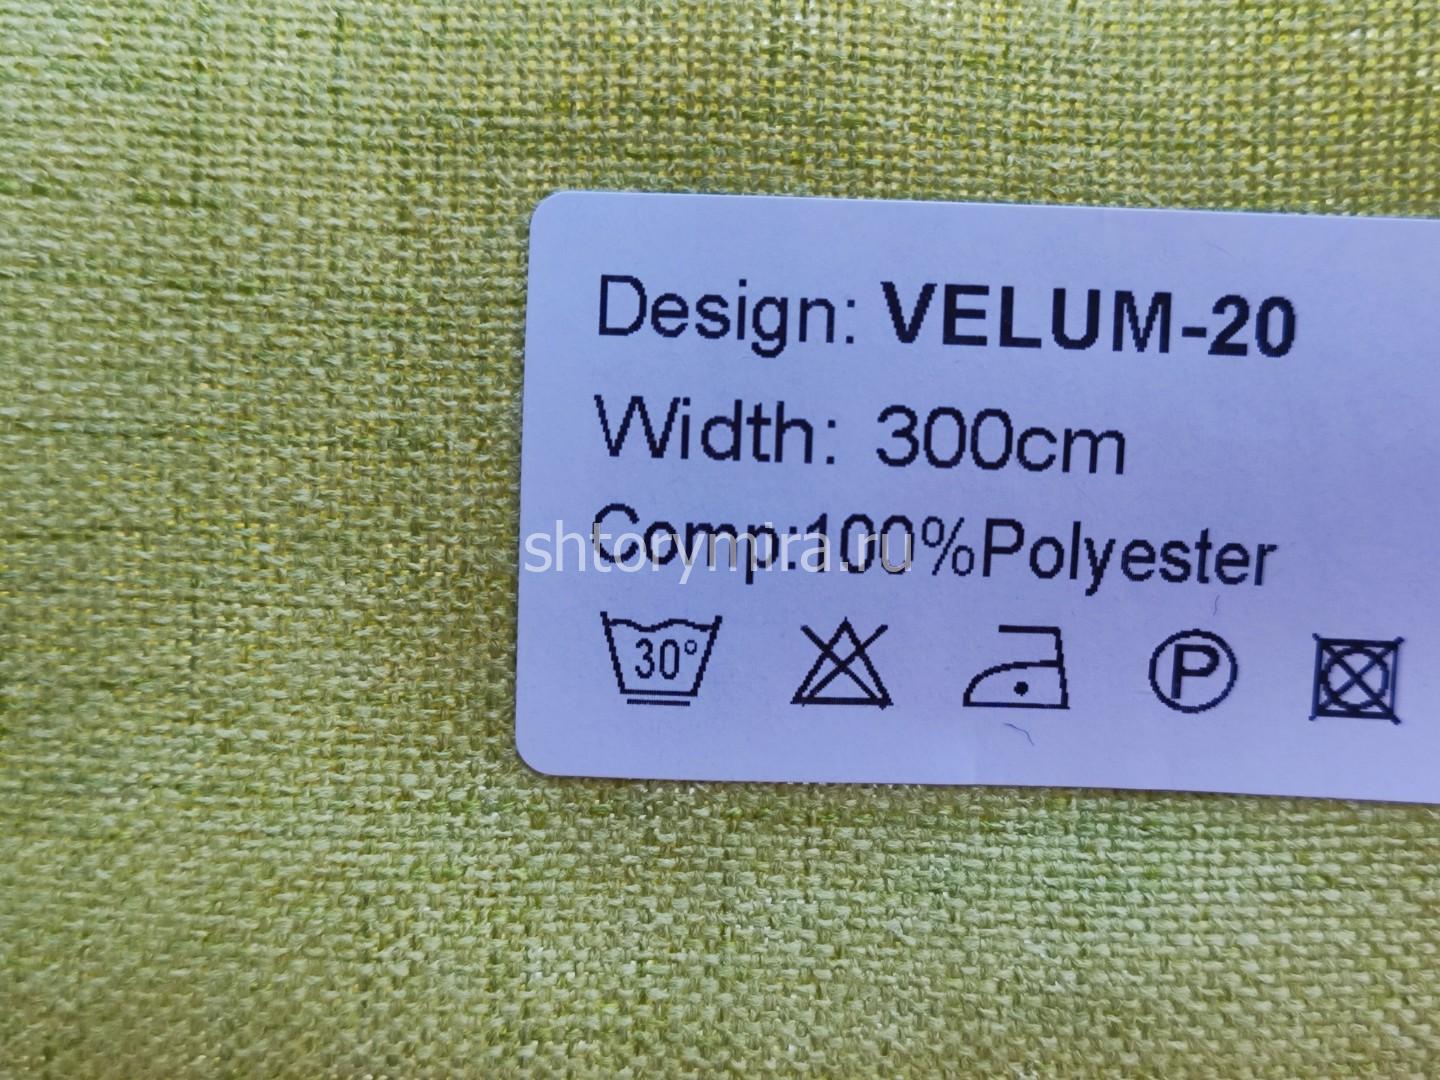 Design: VELUM-20
Width: 300cm
Comp:100%Polyester
shtorymira.ru
30°
P